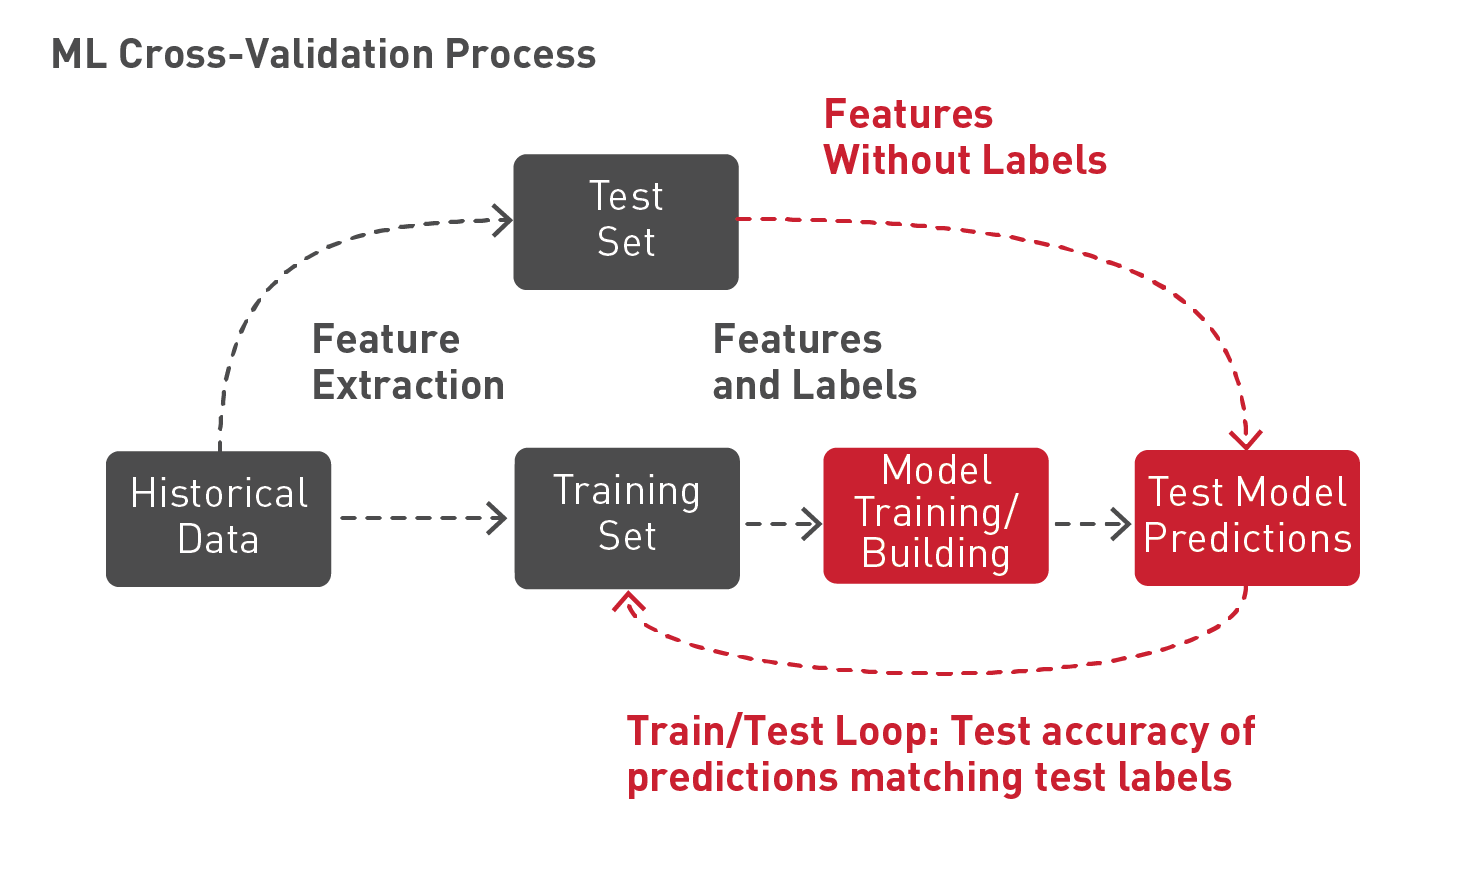 ML Cross-Validation Process
Features
Without Labels
Test
Set
Feature
Extraction
Features
and Labels
Historical
Data
Training
Set
Model
Training/
Building
Test Model
Predictions
Train/Test Loop: Test accuracy of
predictions matching test labels